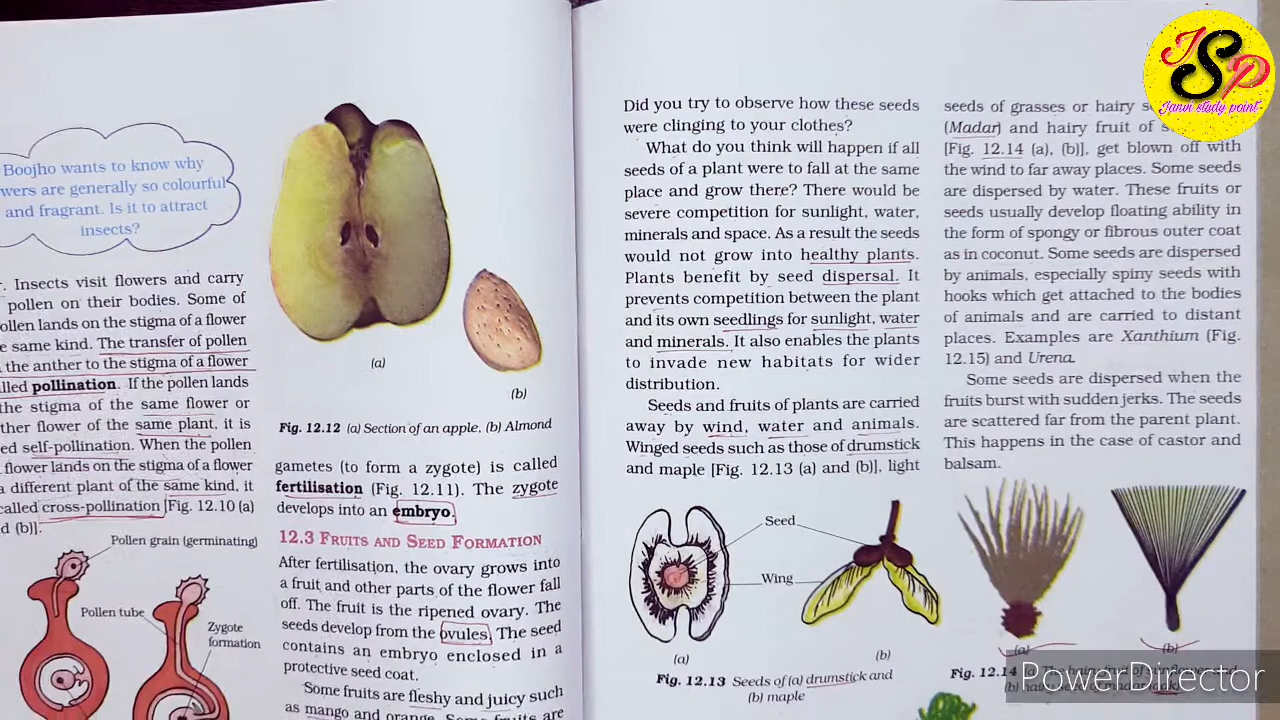 Boojho wants to know why
wers are generally so colourful
and fragrant. Is it to attract
insects?
r. Insects visit flowers and carry
pollen on their bodies. Some of
ollen lands on the stigma of a flower
e same kind. The transfer of pollen
the anther to the stigma of a flower
lled pollination. If the pollen lands
the stigma of the same flower or
ther flower of the same plant, it is
ed self-pollination. When the pollen
flower lands on the stigma of a flower
a different plant of the same kind, it
called cross-pollination [Fig. 12.10 (a)
d (b)].
Pollen grain (germinating)
Pollen tube
Zygote
formation
(a)
(b)
Fig. 12.12 (a) Section of an apple, (b) Almond
gametes (to form a zygote) is called
fertilisation (Fig. 12.11). The zygote
develops into an embryo.
12.3 FRUITS AND SEED FORMATION
After fertilisation, the ovary grows into
a fruit and other parts of the flower fall
off. The fruit is the ripened ovary. The
seeds develop from the ovules. The seed
contains an embryo enclosed in a
protective seed coat.
Some fruits are fleshy and juicy such
as mango and orange. Some fruits are
Did you try to observe how these seeds
were clinging to your clothes?
What do you think will happen if all
seeds of a plant were to fall at the same
place and grow there? There would be
severe competition for sunlight, water,
minerals and space. As a result the seeds
would not grow into healthy plants.
Plants benefit by seed dispersal. It
prevents competition between the plant
and its own seedlings for sunlight, water
and minerals. It also enables the plants
to invade new habitats for wider
distribution.
Seeds and fruits of plants are carried
away by wind, water and animals.
Winged seeds such as those of drumstick
and maple [Fig. 12.13 (a) and (b)], light
Seed
Wing
(a)
(b)
Fig. 12.13 Seeds of (a) drumstick and
(b) maple
seeds of grasses or hairy
(Madar) and hairy fruit of
[Fig. 12.14 (a), (b)], get blown off with
the wind to far away places. Some seeds
are dispersed by water. These fruits or
seeds usually develop floating ability in
the form of spongy or fibrous outer coat
as in coconut. Some seeds are dispersed
by animals, especially spiny seeds with
hooks which get attached to the bodies
of animals and are carried to distant
places. Examples are Xanthium (Fig.
12.15) and Urena.
Some seeds are dispersed when the
fruits burst with sudden jerks. The seeds
are scattered far from the parent plant.
This happens in the case of castor and
balsam.
(a)
(b)
Fig. 12.14 (a) The hairy fruit of sunflower and
(b) hairy
JSP
Janvi study point
PowerDirector